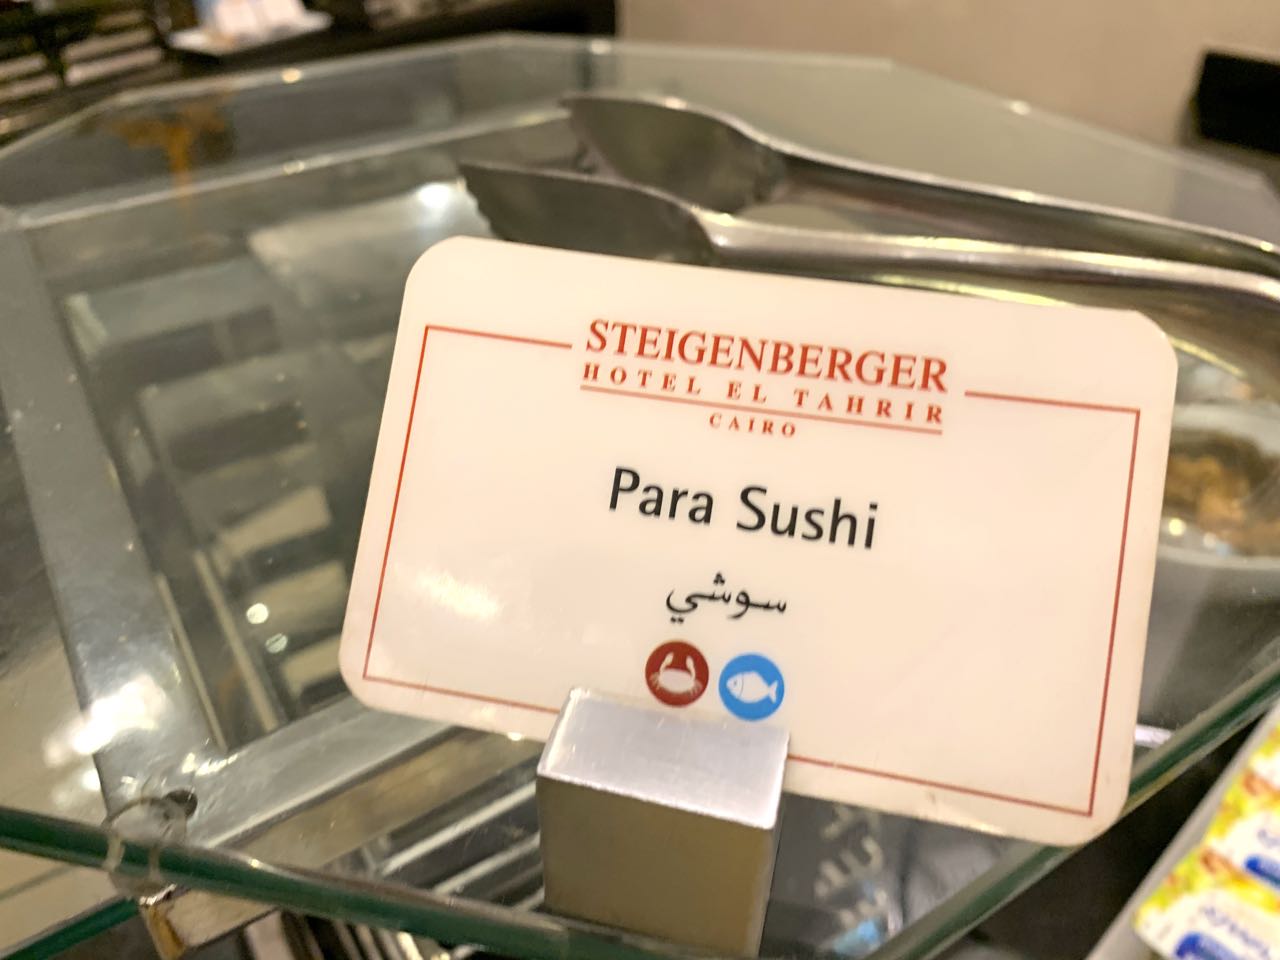 STEIGENBERGER
HOTEL EL TAHRIR
CAIRO
Para Sushi
سوشي